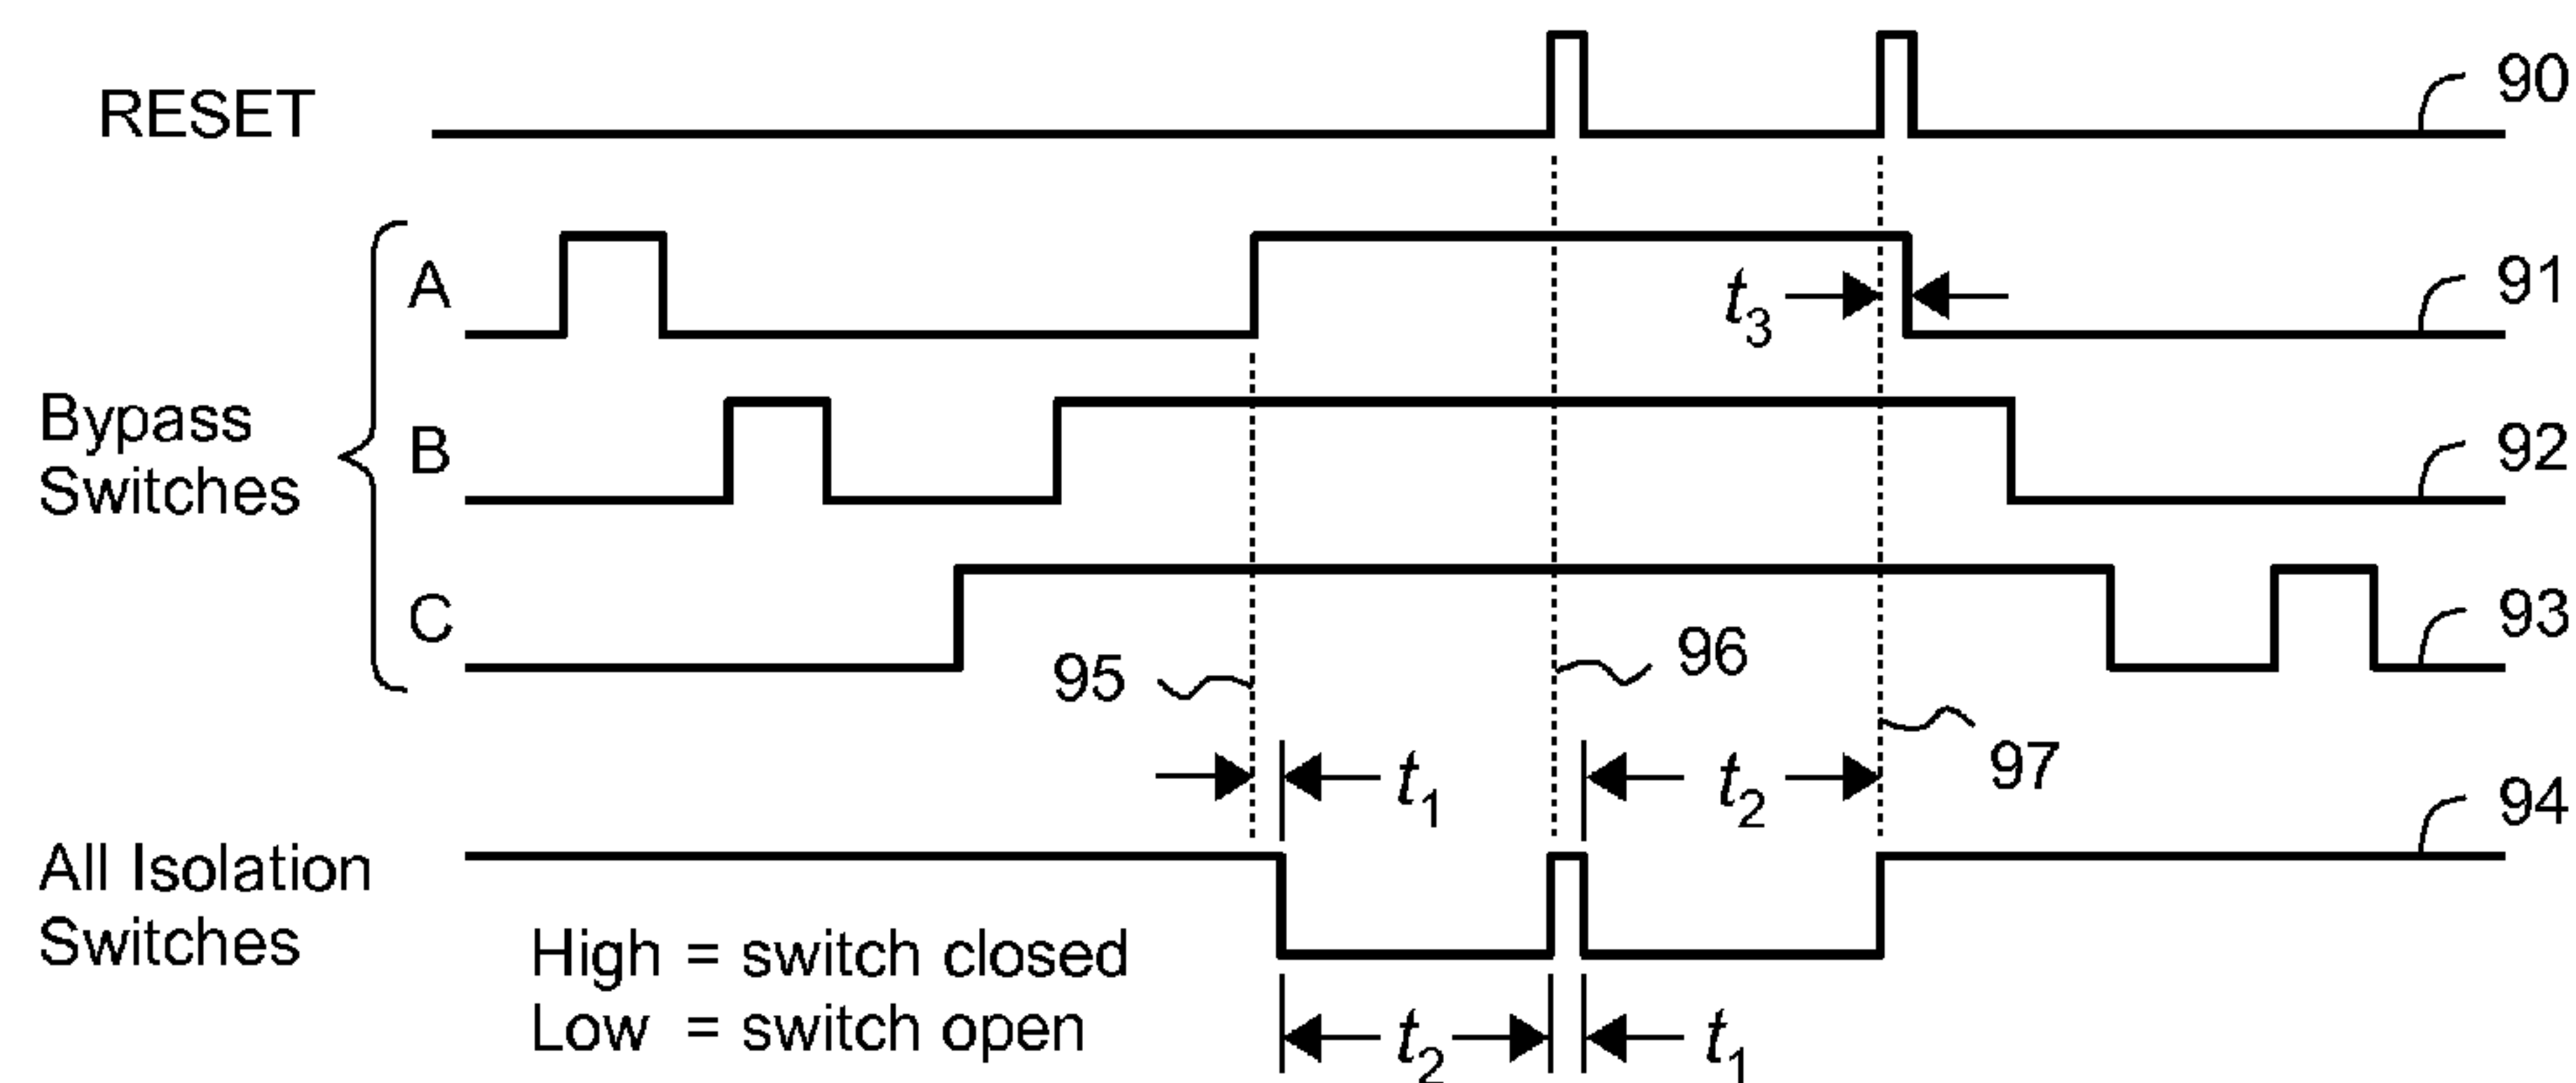 RESET
90
A
t3
91
Bypass
Switches
B
92
C
93
95
96
97
t1
t2
94
All Isolation
Switches
High = switch closed
Low = switch open
t2
t1